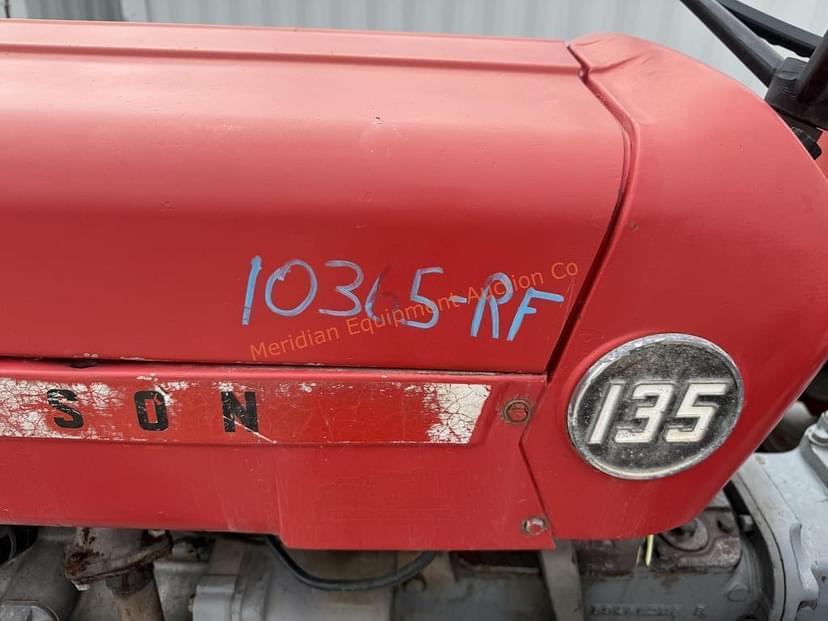 10365-RF
Meridian Equipment Auction Co
SON
135